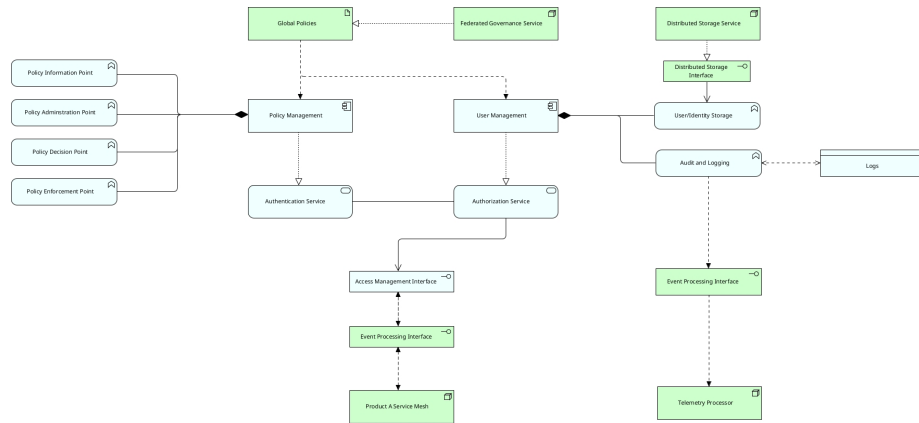 Global Policies
Federated Governance Service
Distributed Storage Service
Policy Information Point
Distributed Storage
Interface
Policy Adminstration Point
Policy Management
User Management
User/Identity Storage
Policy Decision Point
Audit and Logging
Logs
Policy Enforcement Point
Authentication Service
Authorization Service
Access Management Interface
Event Processing Interface
Event Processing Interface
Product A Service Mesh
Telemetry Processor